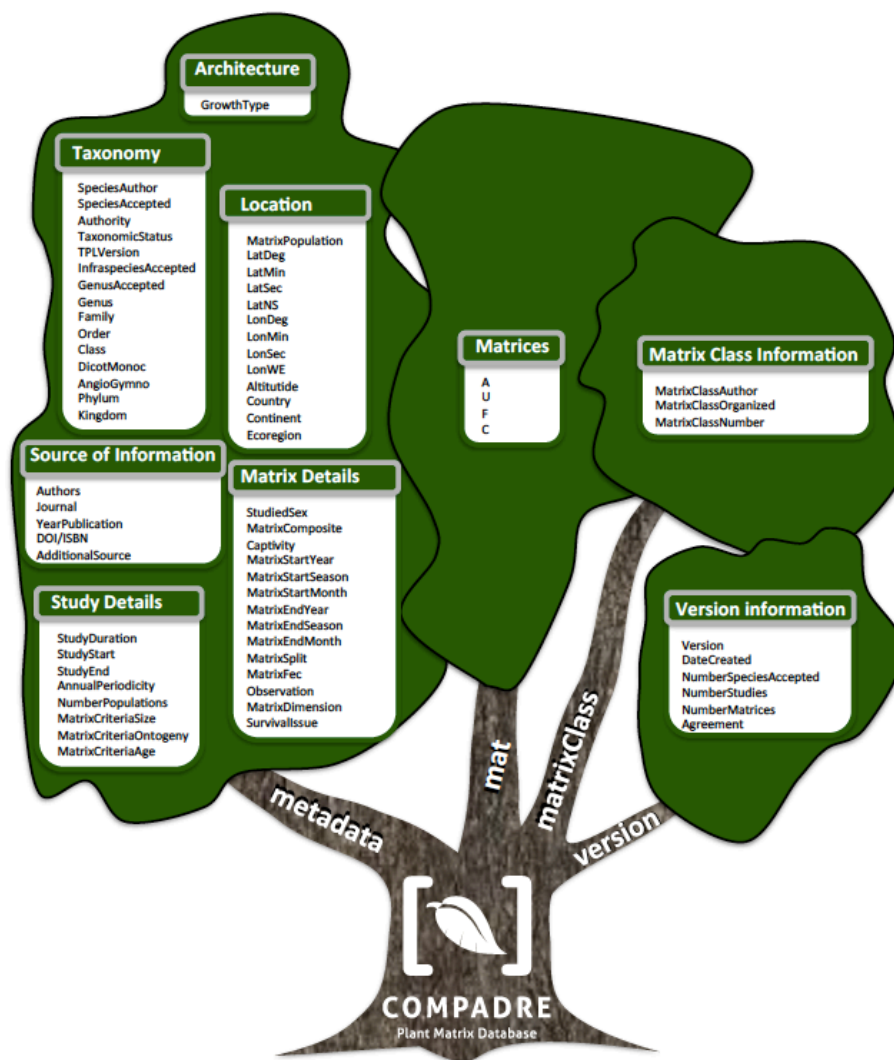 Architecture
GrowthType
Taxonomy
SpeciesAuthor
SpeciesAccepted
Authority
TaxonomicStatus
TPLVersion
InfraspeciesAccepted
GenusAccepted
Genus
Family
Order
Class
DicotMonoc
AngioGymno
Phylum
Kingdom
Location
MatrixPopulation
LatDeg
LatMin
LatSec
LatNS
LonDeg
LonMin
LonSec
LonWE
Altitutide
Country
Continent
Ecoregion
Source of Information
Authors
Journal
YearPublication
DOI/ISBN
AdditionalSource
Matrix Details
StudiedSex
MatrixComposite
Captivity
MatrixStartYear
MatrixStartSeason
MatrixStartMonth
MatrixEndYear
MatrixEndSeason
MatrixEndMonth
MatrixSplit
MatrixFec
Observation
MatrixDimension
SurvivalIssue
Study Details
StudyDuration
StudyStart
StudyEnd
AnnualPeriodicity
NumberPopulations
MatrixCriteriaSize
MatrixCriteriaOntogeny
MatrixCriteriaAge
Matrices
A
U
F
C
Matrix Class Information
MatrixClassAuthor
MatrixClassOrganized
MatrixClassNumber
Version information
Version
DateCreated
NumberSpeciesAccepted
NumberStudies
NumberMatrices
Agreement
metadata
mat
matrixClass
version
COMPADRE
Plant Matrix Database